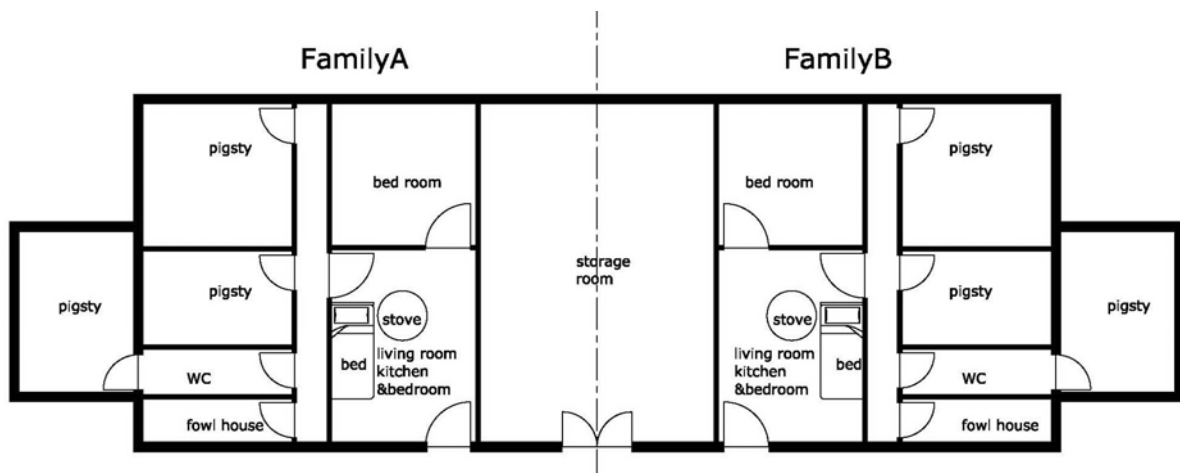 FamilyA
FamilyB
pigsty
pigsty
bed room
bed room
storage
room
pigsty
pigsty
pigsty
pigsty
stove
stove
bed
living room
kitchen
&bedroom
living room
kitchen
&bedroom
bed
WC
WC
fowl house
fowl house